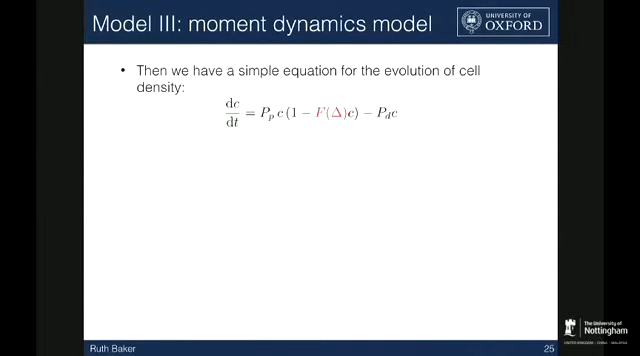 Model III: moment dynamics model
UNIVERSITY OF
OXFORD
• Then we have a simple equation for the evolution of cell
density:
dc/dt = P_p c (1 − F(Δ)c) − P_d c
Ruth Baker
25
The University of
Nottingham
UNITED KINGDOM · CHINA · MALAYSIA